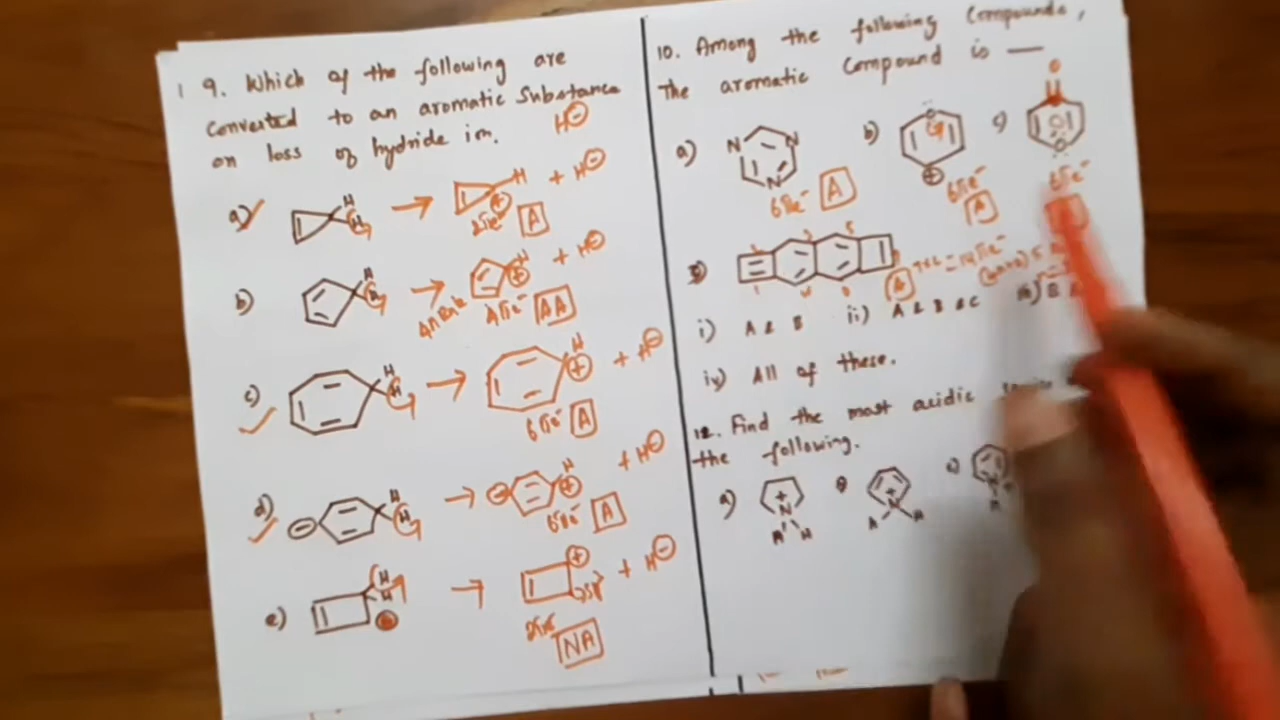 9. Which of the following are
converted to an aromatic substance
on loss of hydride ion.
H⊖
a) H H → H ⊕ + H⊖
2πe⁻ A
b) H H → H ⊕ + H⊖
4πe⁻ AA
c) H H → H ⊕ + H⊖
6πe⁻ A
d) ⊖ H H → ⊖ H ⊕ + H⊖
6πe⁻ A
e) H H → ⊕ + H⊖
NA
10. Among the following compounds,
the aromatic compound is —
a) N N N
6πe⁻ A
b) ⊕
6πe⁻ A
c) O
6πe⁻
A = 14πe⁻
i) A & B ii) A & B & C
iv) All of these.
12. Find the most acidic
the following.
a) N H H
N H H
c)